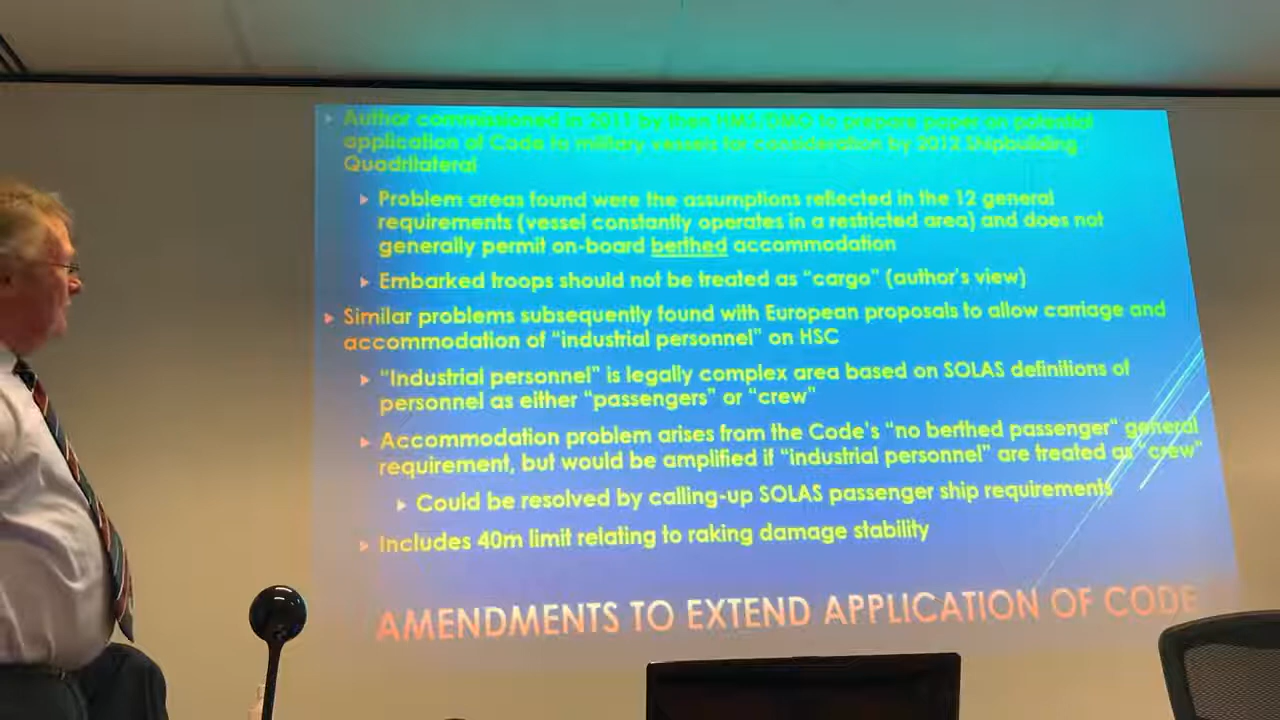 Author commissioned in 2011 by then HMS/DMO to prepare paper on potential
application of Code to military vessels for consideration by 2012 Shipbuilding
Quadrilateral
Problem areas found were the assumptions reflected in the 12 general
requirements (vessel constantly operates in a restricted area) and does not
generally permit on-board berthed accommodation
Embarked troops should not be treated as “cargo” (author’s view)
Similar problems subsequently found with European proposals to allow carriage and
accommodation of “industrial personnel” on HSC
“Industrial personnel” is legally complex area based on SOLAS definitions of
personnel as either “passengers” or “crew”
Accommodation problem arises from the Code’s “no berthed passenger” general
requirement, but would be amplified if “industrial personnel” are treated as “crew”
Could be resolved by calling-up SOLAS passenger ship requirements
Includes 40m limit relating to raking damage stability
AMENDMENTS TO EXTEND APPLICATION OF CODE